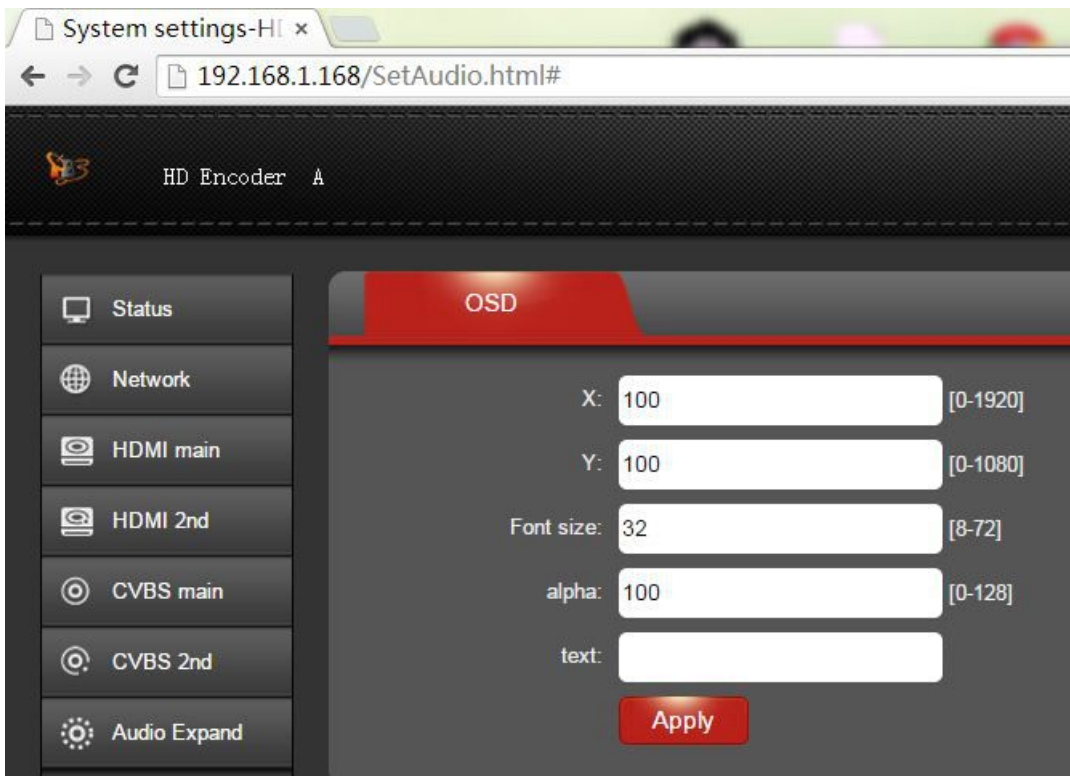 System settings-HD
192.168.1.168/SetAudio.html#
HB3
HD Encoder A
Status
Network
HDMI main
HDMI 2nd
CVBS main
CVBS 2nd
Audio Expand
OSD
X: 100 [0-1920]
Y: 100 [0-1080]
Font size: 32 [8-72]
alpha: 100 [0-128]
text:
Apply